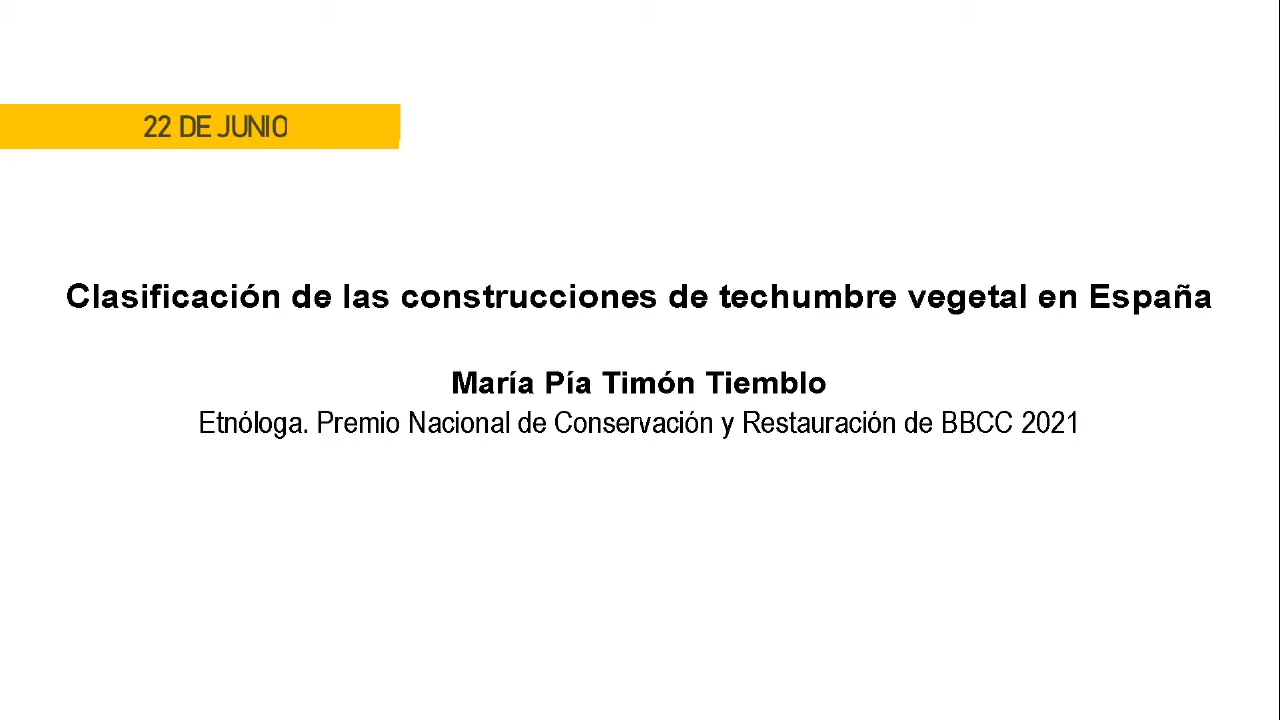 22 DE JUNIO
Clasificación de las construcciones de techumbre vegetal en España
María Pía Timón Tiemblo
Etnóloga. Premio Nacional de Conservación y Restauración de BBCC 2021